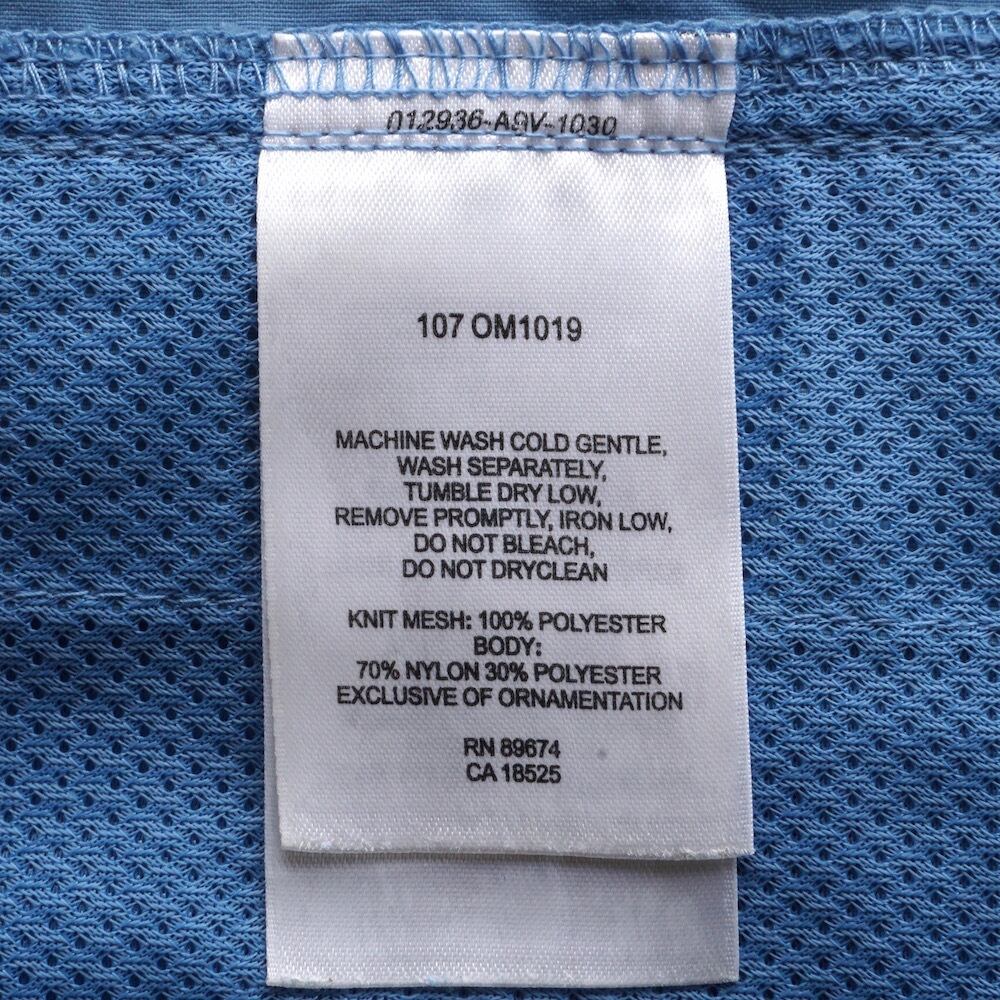 012936-A9V-1030
107 OM1019
MACHINE WASH COLD GENTLE,
WASH SEPARATELY,
TUMBLE DRY LOW,
REMOVE PROMPTLY, IRON LOW,
DO NOT BLEACH,
DO NOT DRYCLEAN
KNIT MESH: 100% POLYESTER
BODY:
70% NYLON 30% POLYESTER
EXCLUSIVE OF ORNAMENTATION
RN 89674
CA 18525